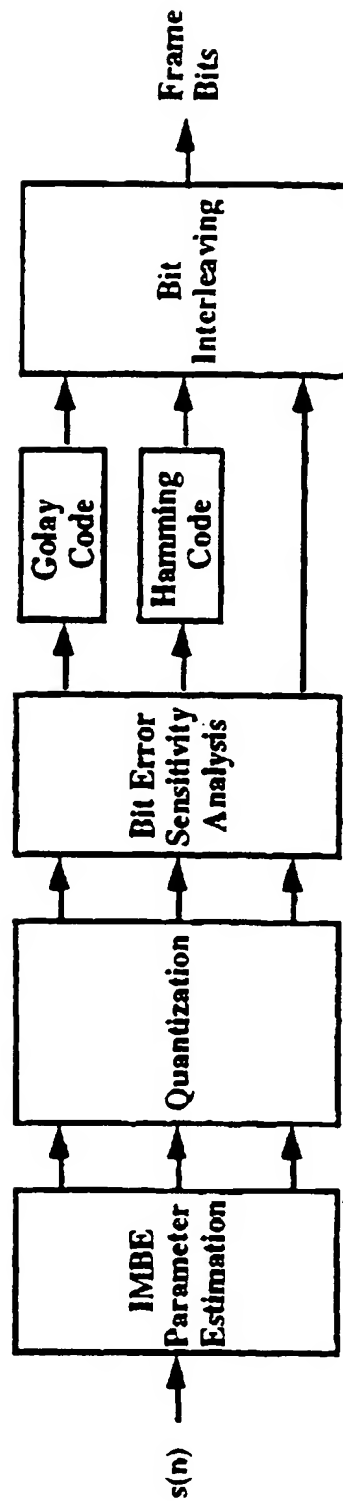 s(n)
IMBE
Parameter
Estimation
Quantization
Bit Error
Sensitivity
Analysis
Golay
Code
Hamming
Code
Bit
Interleaving
Frame
Bits